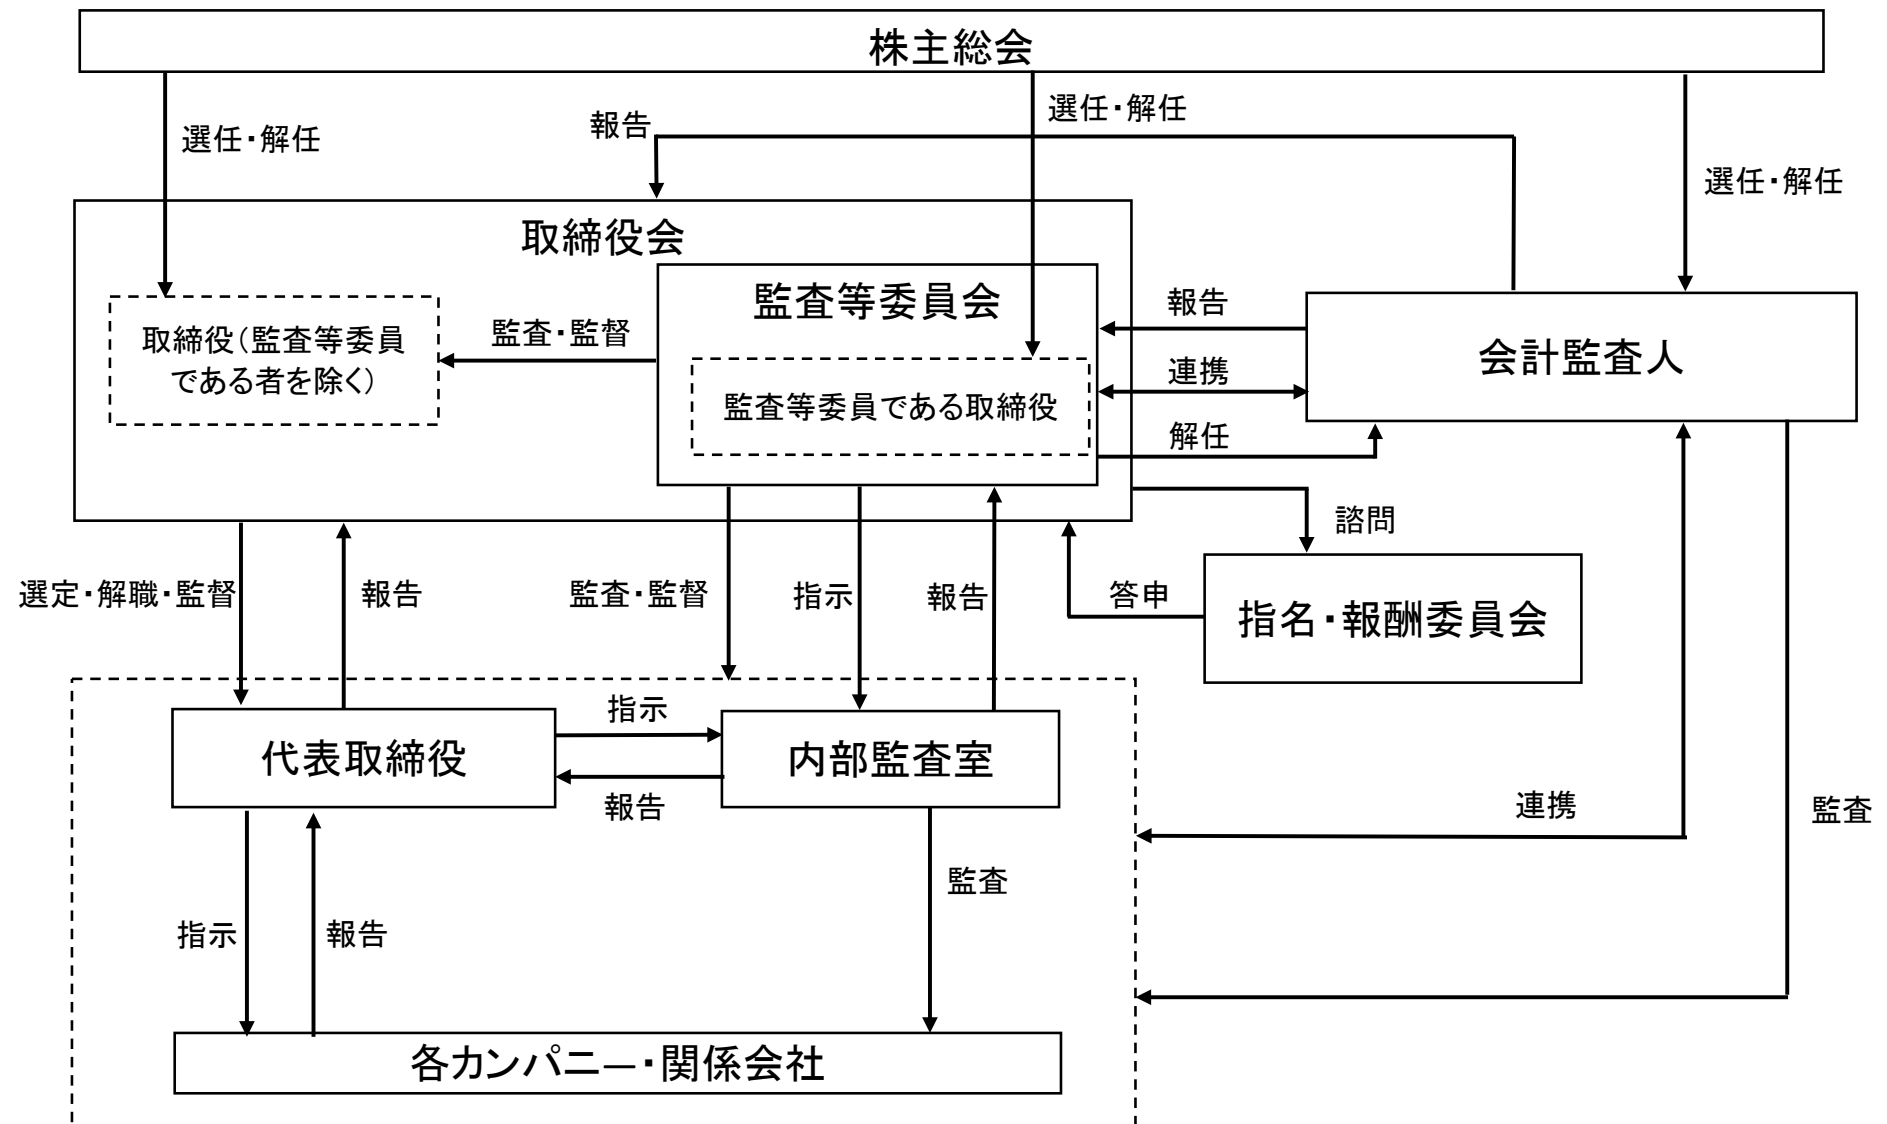 株主総会
選任・解任
報告
選任・解任
選任・解任
取締役会
監査等委員会
取締役（監査等委員
である者を除く）
監査・監督
監査等委員である取締役
報告
連携
解任
会計監査人
諮問
答申
指名・報酬委員会
選定・解職・監督
報告
監査・監督
指示
報告
代表取締役
指示
報告
内部監査室
連携
監査
指示
報告
監査
各カンパニー・関係会社